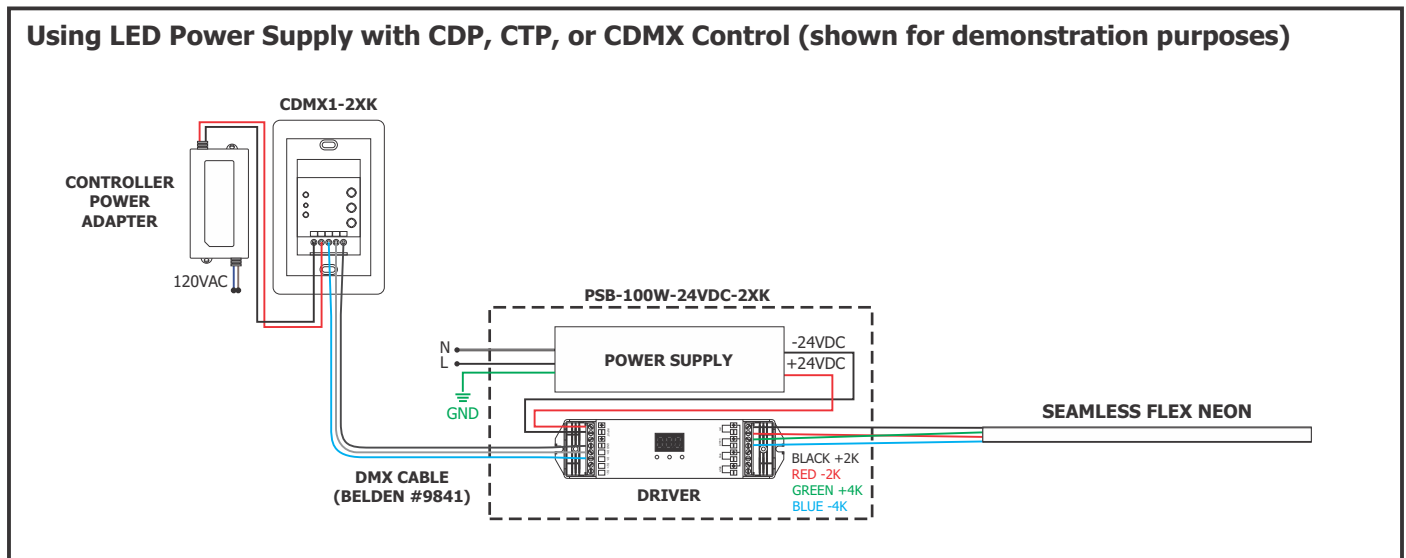 Using LED Power Supply with CDP, CTP, or CDMX Control (shown for demonstration purposes)
CDMX1-2XK
CONTROLLER
POWER
ADAPTER
120VAC
PSB-100W-24VDC-2XK
N
L
GND
POWER SUPPLY
-24VDC
+24VDC
SEAMLESS FLEX NEON
DMX CABLE
(BELDEN #9841)
DRIVER
BLACK +2K
RED -2K
GREEN +4K
BLUE -4K